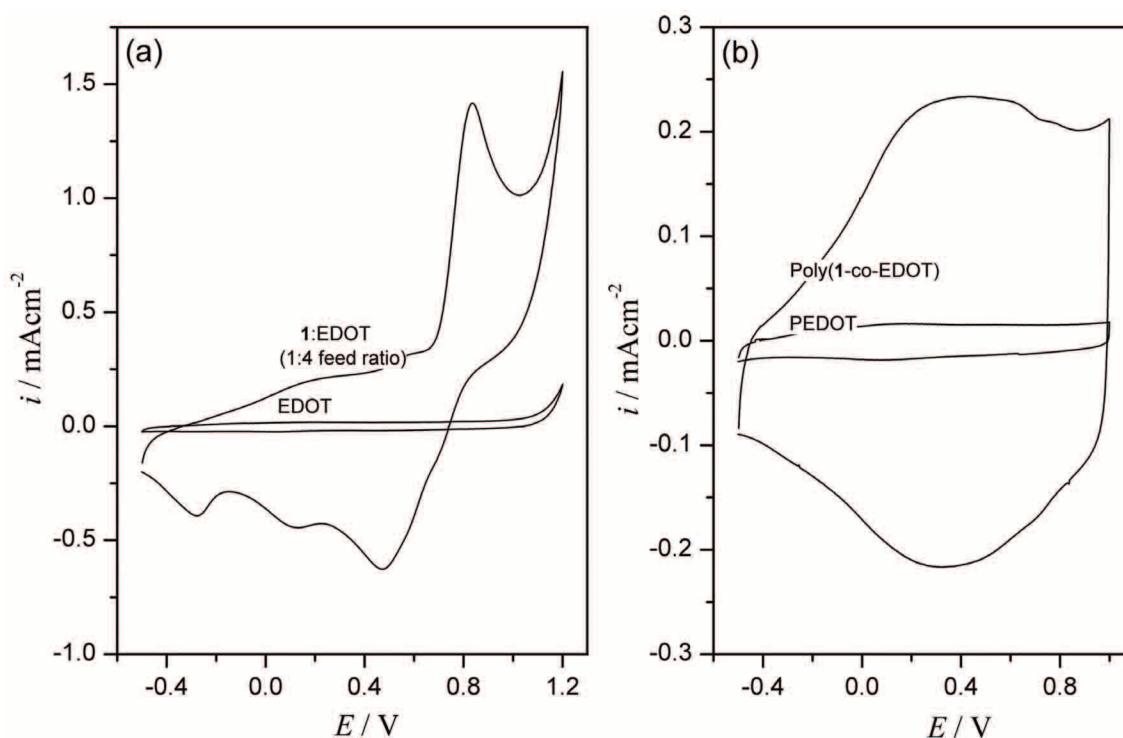 (a)
1.5
1.0
0.5
0.0
-0.5
-1.0
i / mAcm-2
1:EDOT
(1:4 feed ratio)
EDOT
-0.4 0.0 0.4 0.8 1.2
E / V
(b)
0.3
0.2
0.1
0.0
-0.1
-0.2
-0.3
i / mAcm-2
Poly(1-co-EDOT)
PEDOT
-0.4 0.0 0.4 0.8
E / V